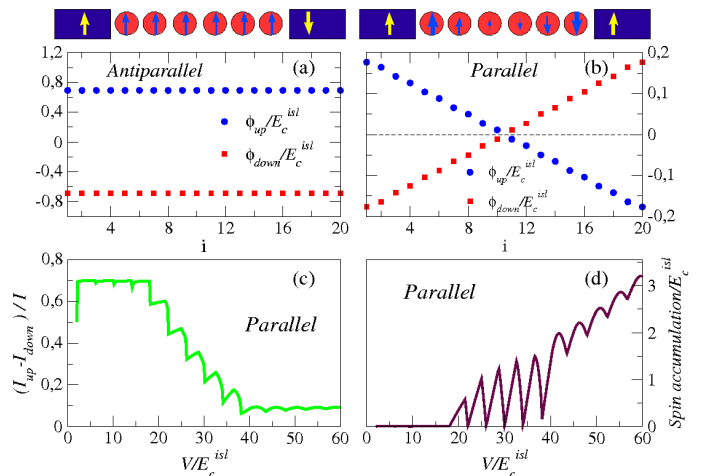 Antiparallel (a)
ϕup/Ecisl
ϕdown/Ecisl
1,2
0,8
0,4
0
-0,4
-0,8
4 8 12 16 20
i
Parallel (b)
ϕup/Ecisl
ϕdown/Ecisl
0,2
0,1
0
-0,1
-0,2
4 8 12 16 20
i
(c)
Parallel
(Iup-Idown)/I
0,8
0,6
0,4
0,2
0
0 10 20 30 40 50 60
V/Ecisl
(d)
Parallel
Spin accumulation/Ecisl
3
2
1
0
0 10 20 30 40 50 60
V/Ecisl